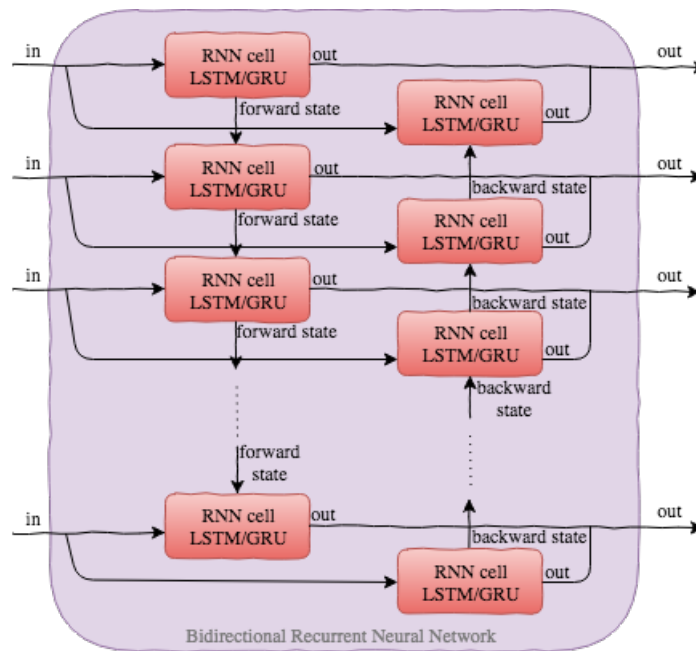 in
RNN cell
LSTM/GRU
out
out
forward state
RNN cell
LSTM/GRU
out
in
RNN cell
LSTM/GRU
out
out
backward state
forward state
RNN cell
LSTM/GRU
out
in
RNN cell
LSTM/GRU
out
out
backward state
forward state
RNN cell
LSTM/GRU
out
backward
state
forward
state
in
RNN cell
LSTM/GRU
out
out
backward state
RNN cell
LSTM/GRU
out
Bidirectional Recurrent Neural Network